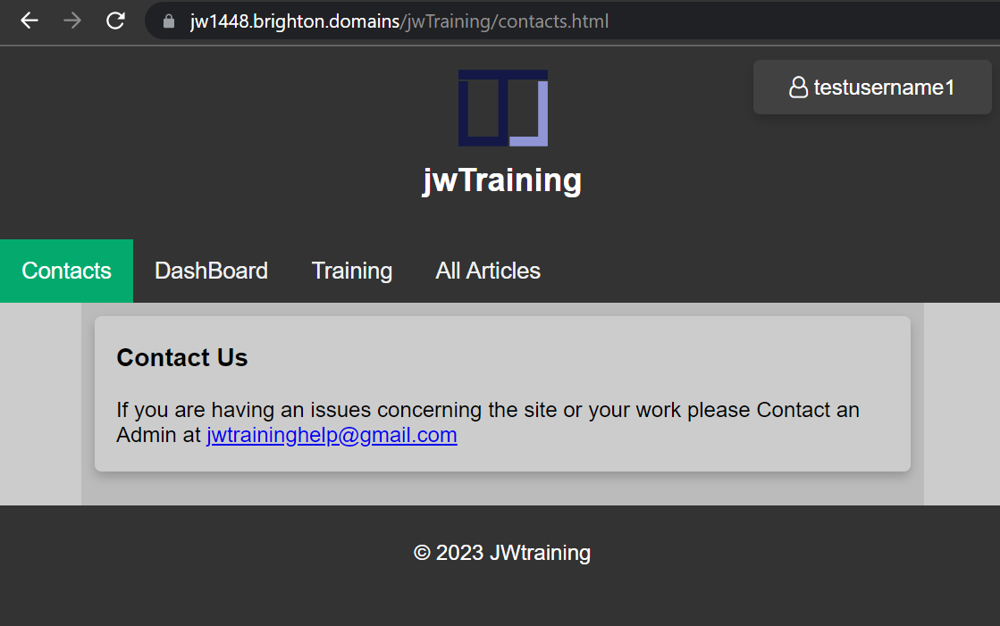 jw1448.brighton.domains/jwTraining/contacts.html
testusername1
jwTraining
Contacts DashBoard Training All Articles
Contact Us
If you are having an issues concerning the site or your work please Contact an
Admin at jwtraininghelp@gmail.com
© 2023 JWtraining